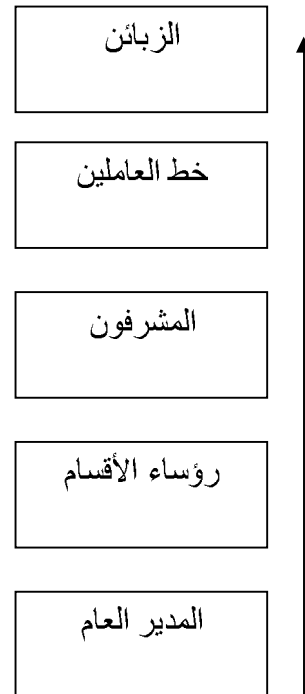 الزبائن
خط العاملين
المشرفون
رؤساء الأقسام
المدير العام